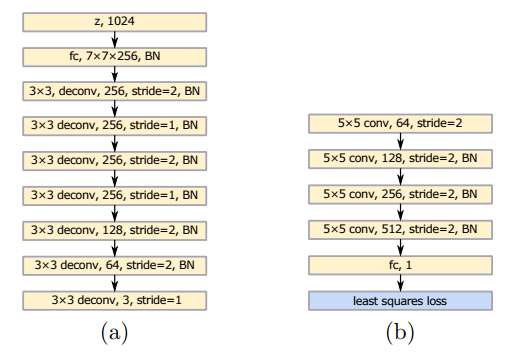 z, 1024
fc, 7×7×256, BN
3×3, deconv, 256, stride=2, BN
3×3 deconv, 256, stride=1, BN
3×3 deconv, 256, stride=2, BN
3×3 deconv, 256, stride=1, BN
3×3 deconv, 128, stride=2, BN
3×3 deconv, 64, stride=2, BN
3×3 deconv, 3, stride=1
(a)
5×5 conv, 64, stride=2
5×5 conv, 128, stride=2, BN
5×5 conv, 256, stride=2, BN
5×5 conv, 512, stride=2, BN
fc, 1
least squares loss
(b)